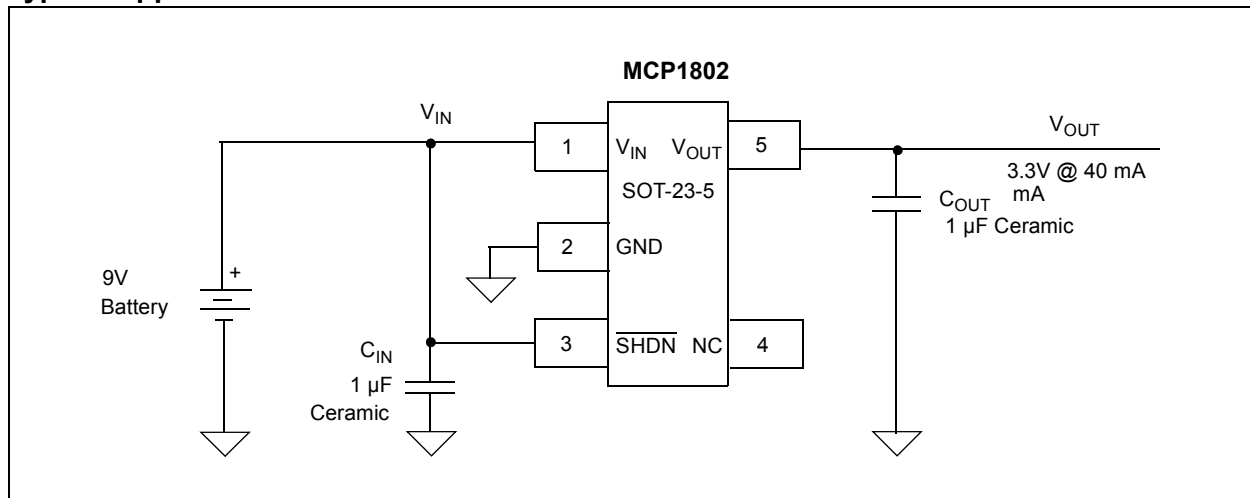 MCP1802
V_IN
1 V_IN V_OUT 5
V_OUT
SOT-23-5
3.3V @ 40 mA
mA
C_OUT
1 µF Ceramic
2 GND
9V
Battery
+
3 SHDN NC 4
C_IN
1 µF
Ceramic